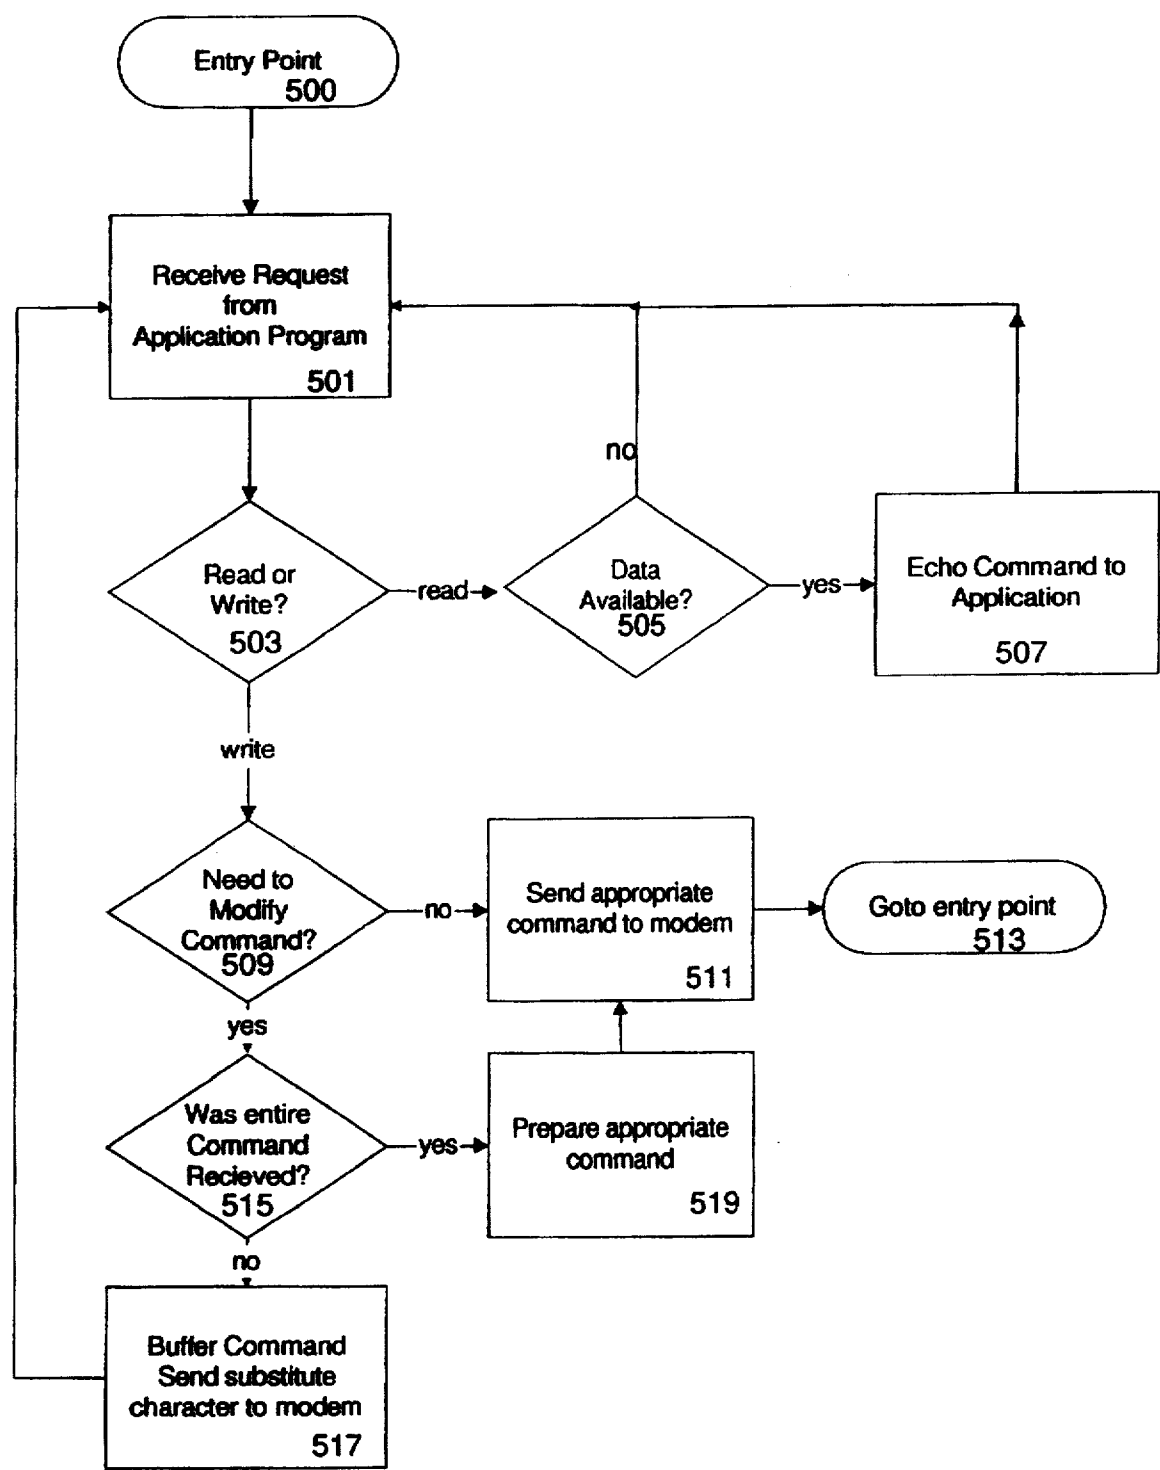 Entry Point
500
Receive Request
from
Application Program
501
no
Read or
Write?
503
read
Data
Available?
505
yes
Echo Command to
Application
507
write
Need to
Modify
Command?
509
no
Send appropriate
command to modem
511
Goto entry point
513
yes
Was entire
Command
Recieved?
515
yes
Prepare appropriate
command
519
no
Buffer Command
Send substitute
character to modem
517